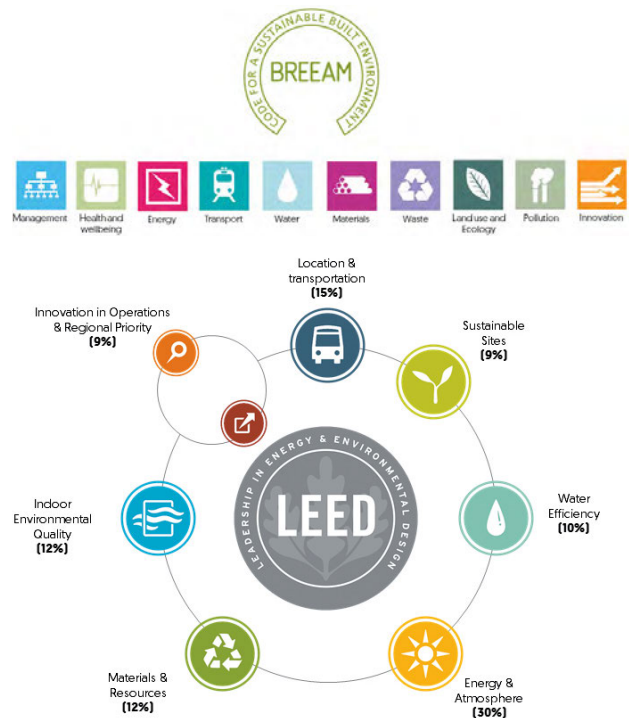 CODE FOR A SUSTAINABLE BUILT ENVIRONMENT
BREEAM
Management
Health and
wellbeing
Energy
Transport
Water
Materials
Waste
Land use and
Ecology
Pollution
Innovation
Location &
transportation
(15%)
Innovation in Operations
& Regional Priority
(9%)
Sustainable
Sites
(9%)
LEADERSHIP IN ENERGY & ENVIRONMENTAL DESIGN
LEED
Indoor
Environmental
Quality
(12%)
Water
Efficiency
(10%)
Materials &
Resources
(12%)
Energy &
Atmosphere
(30%)